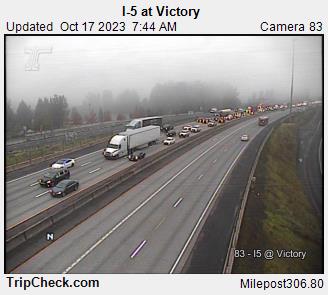 I-5 at Victory
Updated Oct 17 2023 7:44 AM Camera 83
N
83 - I5 @ Victory
TripCheck.com Milepost306.80